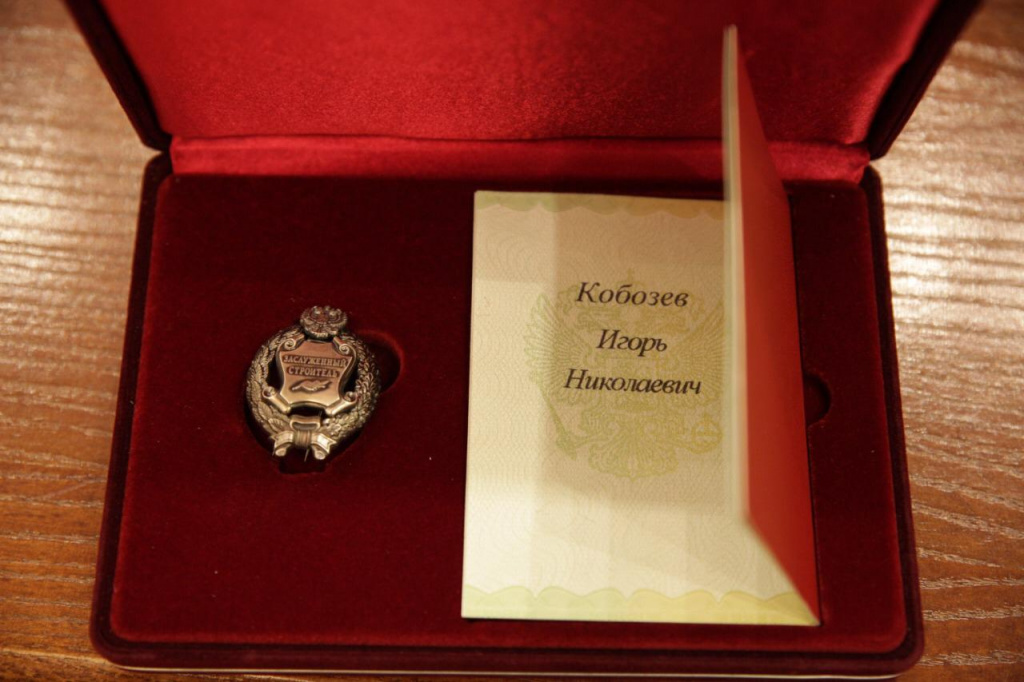 ЗАСЛУЖЕННЫЙ
СТРОИТЕЛЬ
Кобозев
Игорь
Николаевич